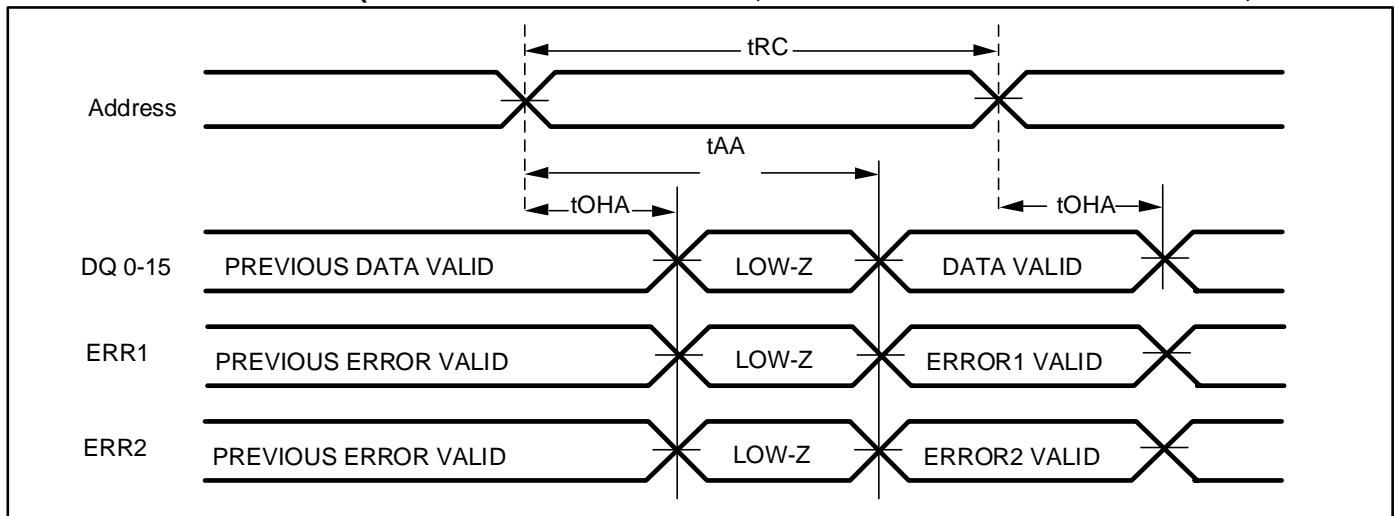 tRC
Address
tAA
tOHA
tOHA
DQ 0-15
PREVIOUS DATA VALID
LOW-Z
DATA VALID
ERR1
PREVIOUS ERROR VALID
LOW-Z
ERROR1 VALID
ERR2
PREVIOUS ERROR VALID
LOW-Z
ERROR2 VALID